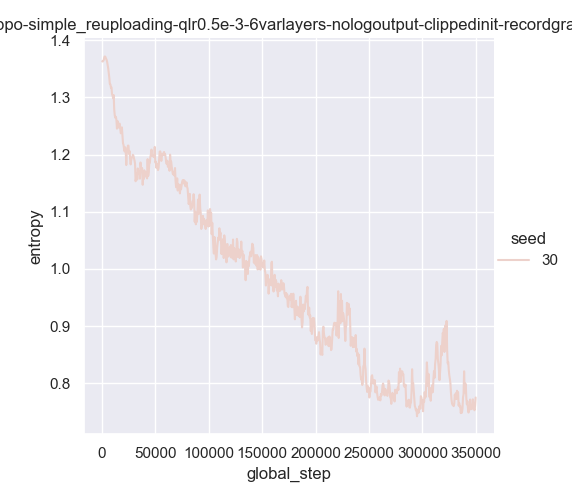 ppo-simple_reuploading-qlr0.5e-3-6varlayers-nologoutput-clippedinit-recordgra
1.4
1.3
1.2
1.1
1.0
0.9
0.8
entropy
seed
30
0 50000 100000 150000 200000 250000 300000 350000
global_step